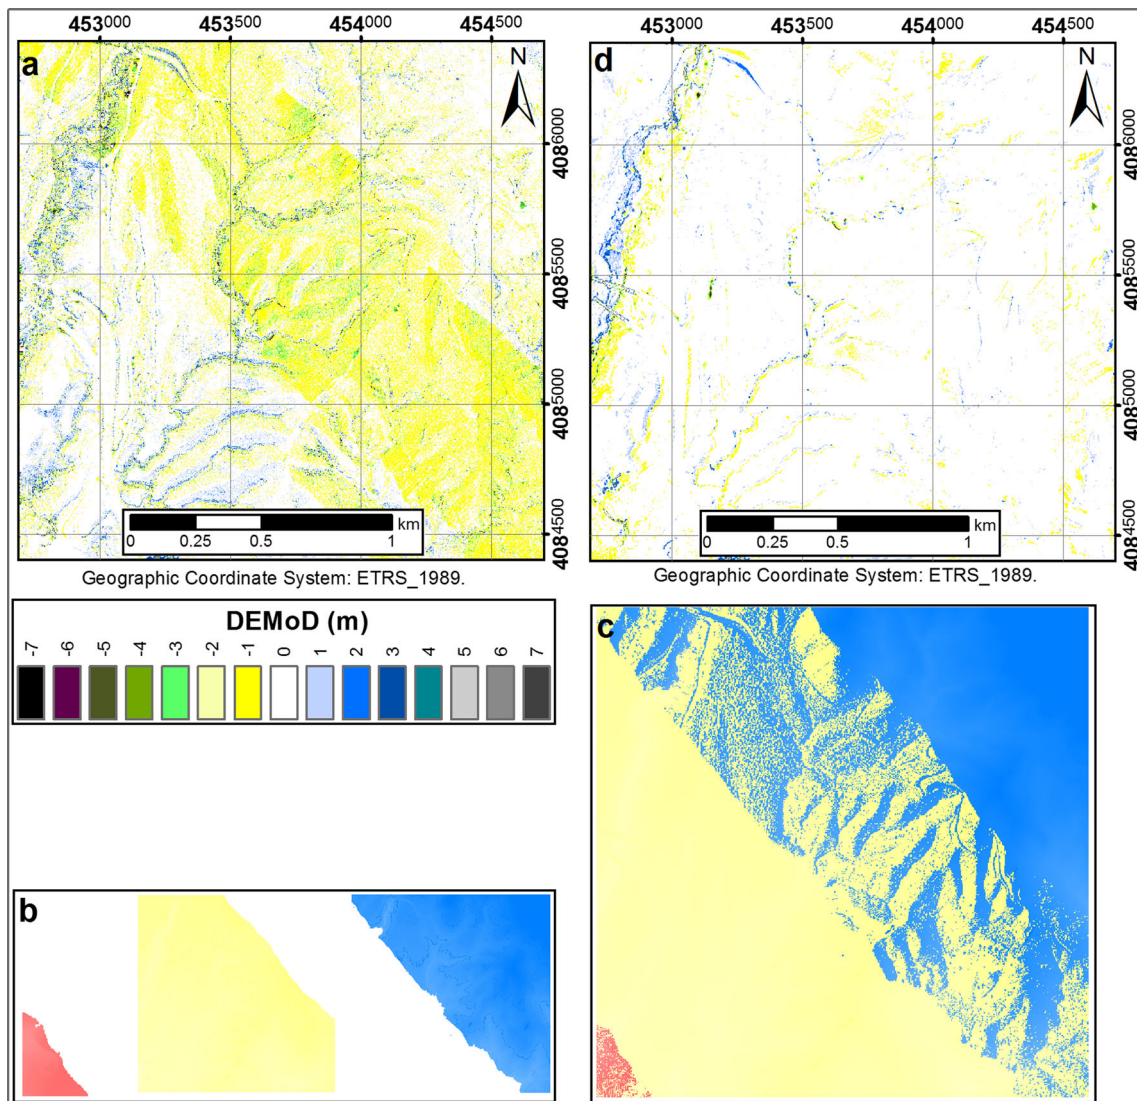 453000 453500 454000 454500
a
N
4086000
4085500
4085000
4084500
km
0 0.25 0.5 1
Geographic Coordinate System: ETRS_1989.
453000 453500 454000 454500
d
N
4086000
4085500
4085000
4084500
km
0 0.25 0.5 1
Geographic Coordinate System: ETRS_1989.
DEMoD (m)
-7 -6 -5 -4 -3 -2 -1 0 1 2 3 4 5 6 7
c
b